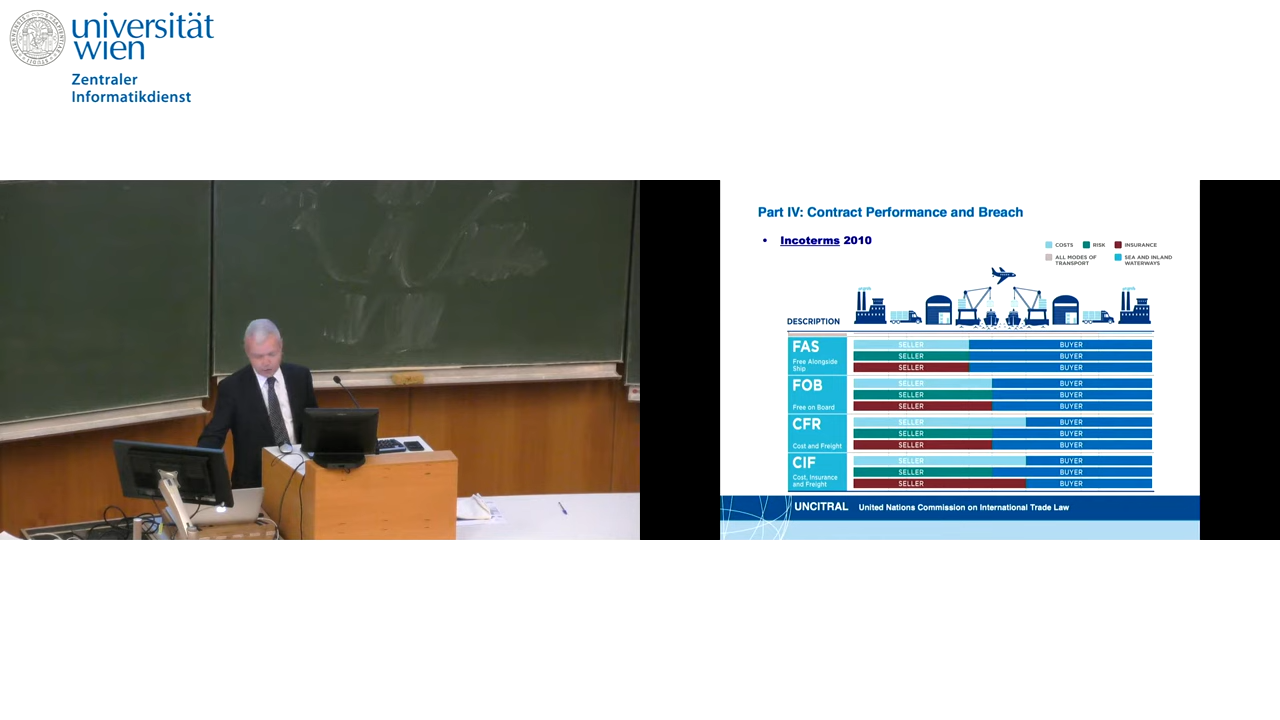 universität
wien
Zentraler
Informatikdienst
Part IV: Contract Performance and Breach
• Incoterms 2010
COSTS RISK INSURANCE
ALL MODES OF TRANSPORT SEA AND INLAND WATERWAYS
DESCRIPTION
FAS
Free Alongside
Ship
SELLER BUYER
SELLER BUYER
SELLER BUYER
FOB
Free on Board
SELLER BUYER
SELLER BUYER
SELLER BUYER
CFR
Cost and Freight
SELLER BUYER
SELLER BUYER
SELLER BUYER
CIF
Cost, Insurance
and Freight
SELLER BUYER
SELLER BUYER
SELLER BUYER
UNCITRAL United Nations Commission on International Trade Law